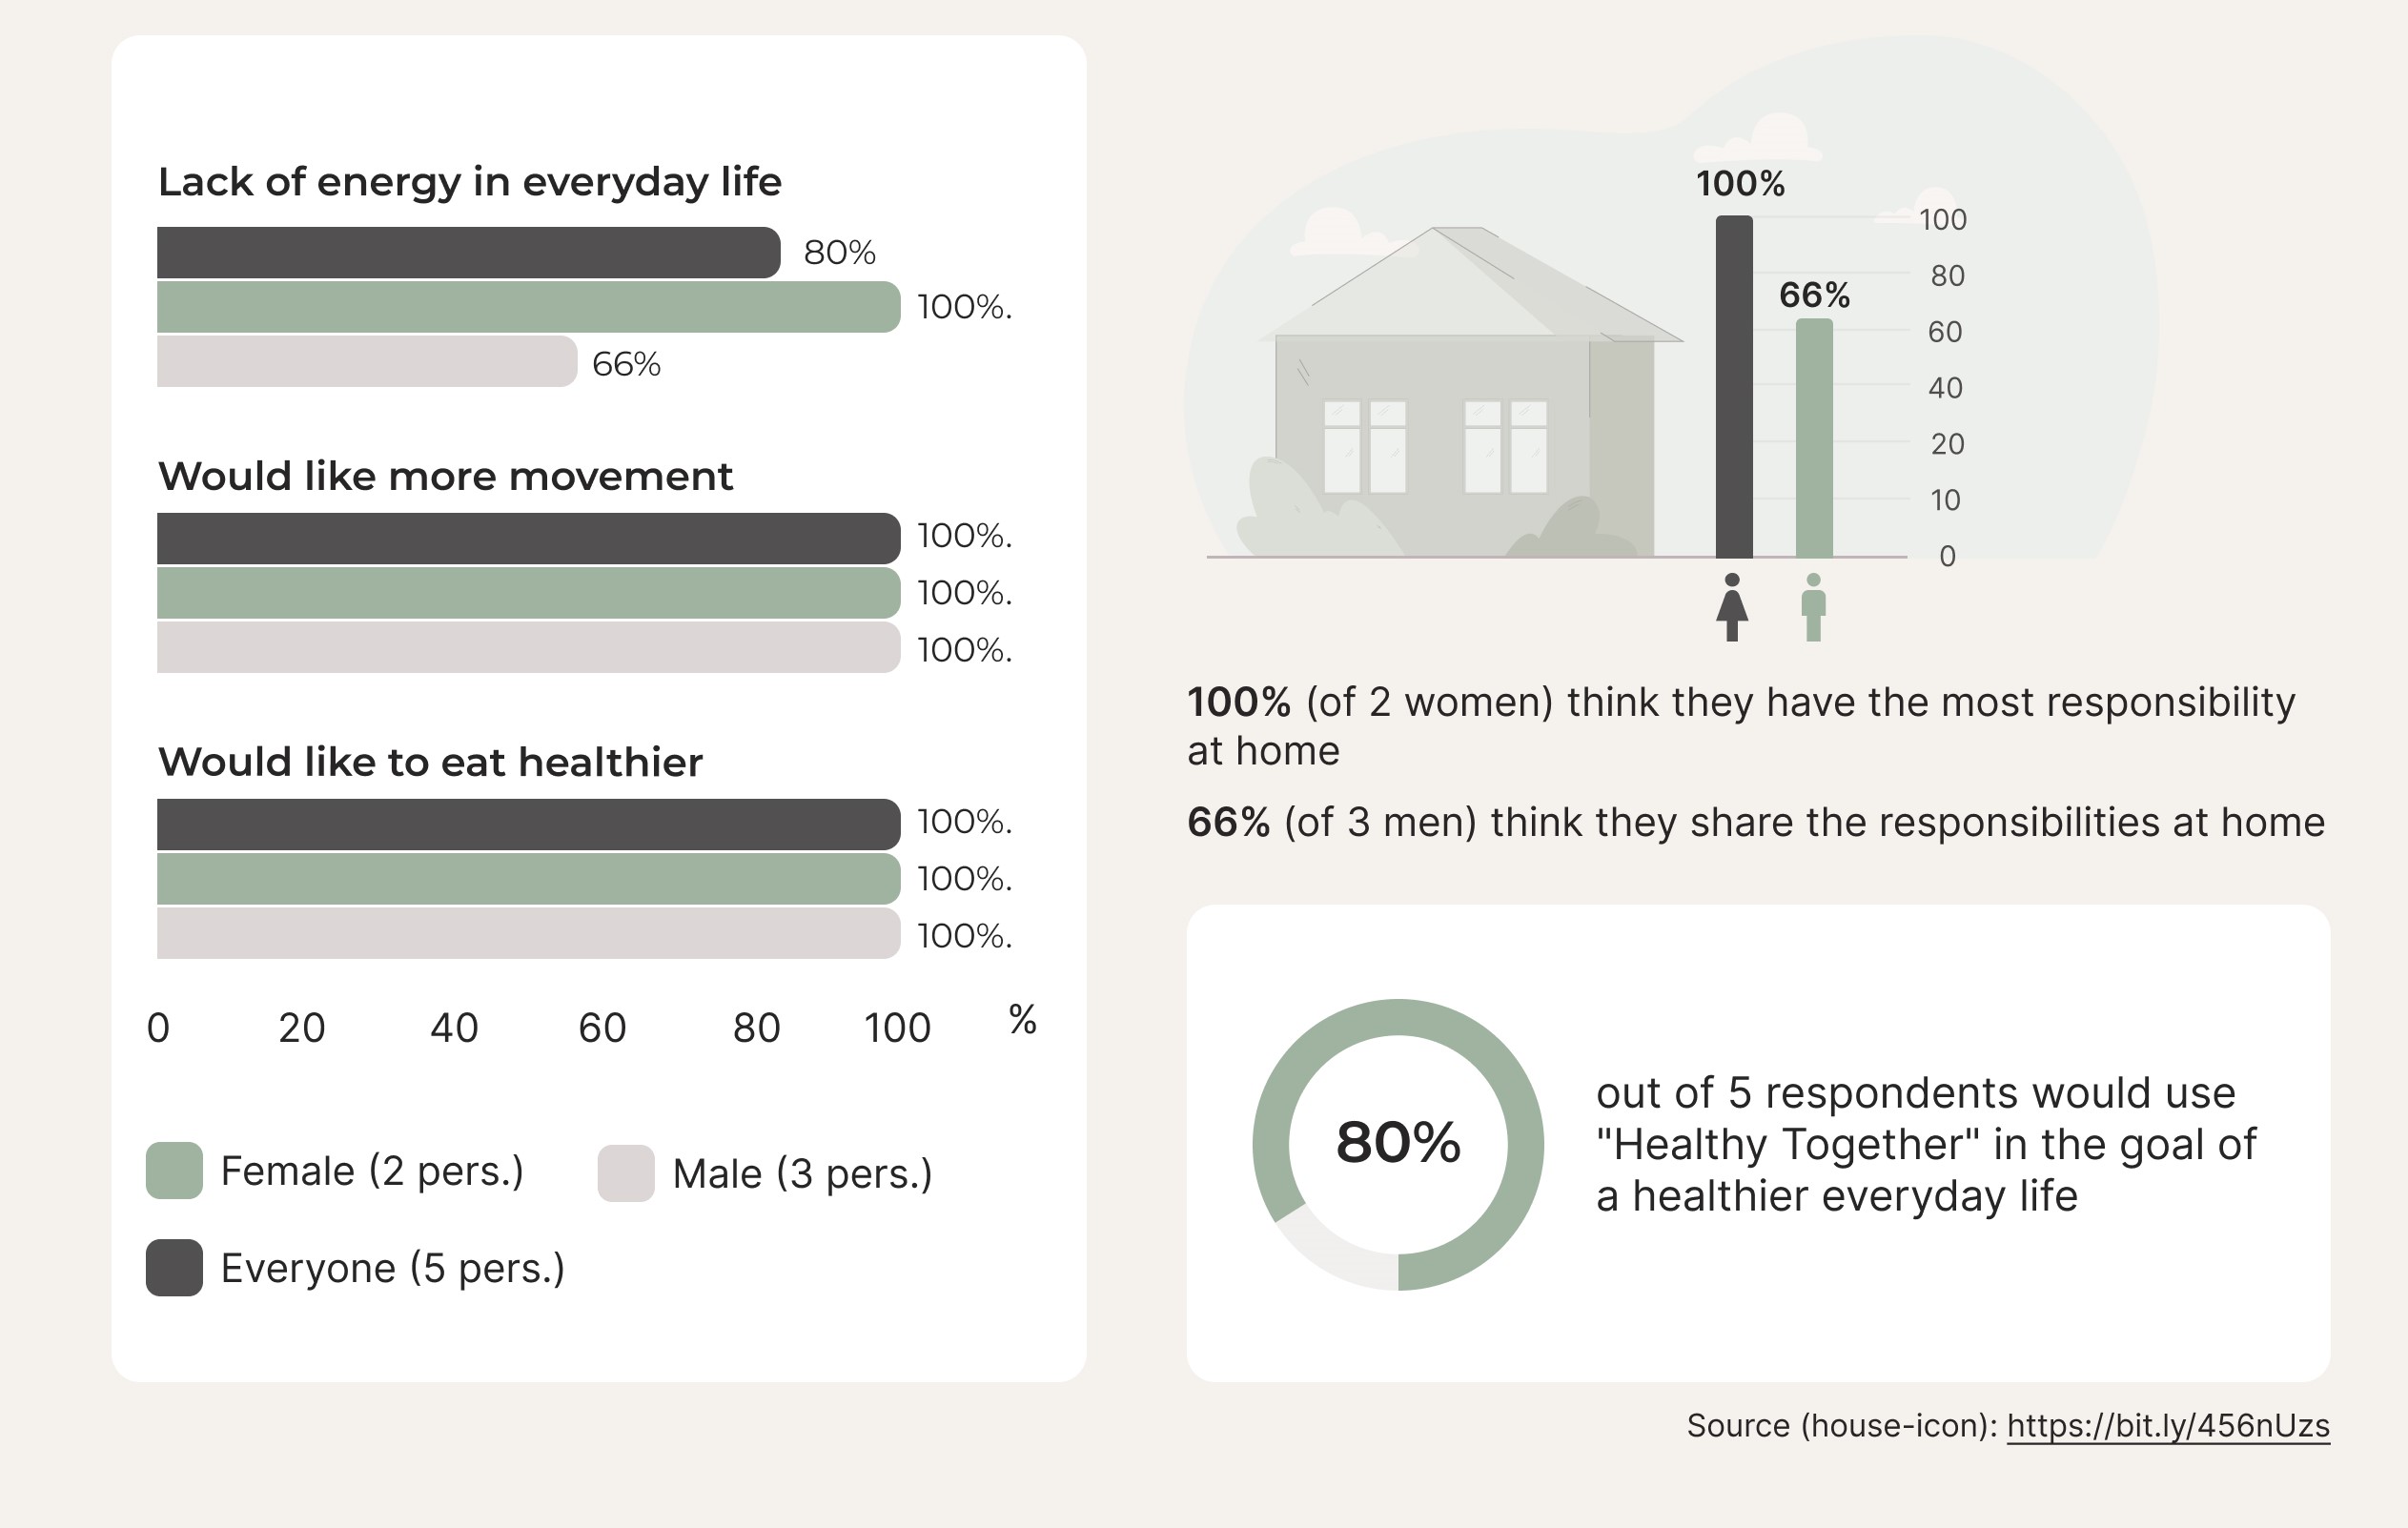 Lack of energy in everyday life
80%
100%.
66%
Would like more movement
100%.
100%.
100%.
Would like to eat healthier
100%.
100%.
100%.
0 20 40 60 80 100 %
Female (2 pers.) Male (3 pers.)
Everyone (5 pers.)
100%
66%
100
80
60
40
20
10
0
100% (of 2 women) think they have the most responsibility
at home
66% (of 3 men) think they share the responsibilities at home
80%
out of 5 respondents would use
"Healthy Together" in the goal of
a healthier everyday life
Source (house-icon): https://bit.ly/456nUzs